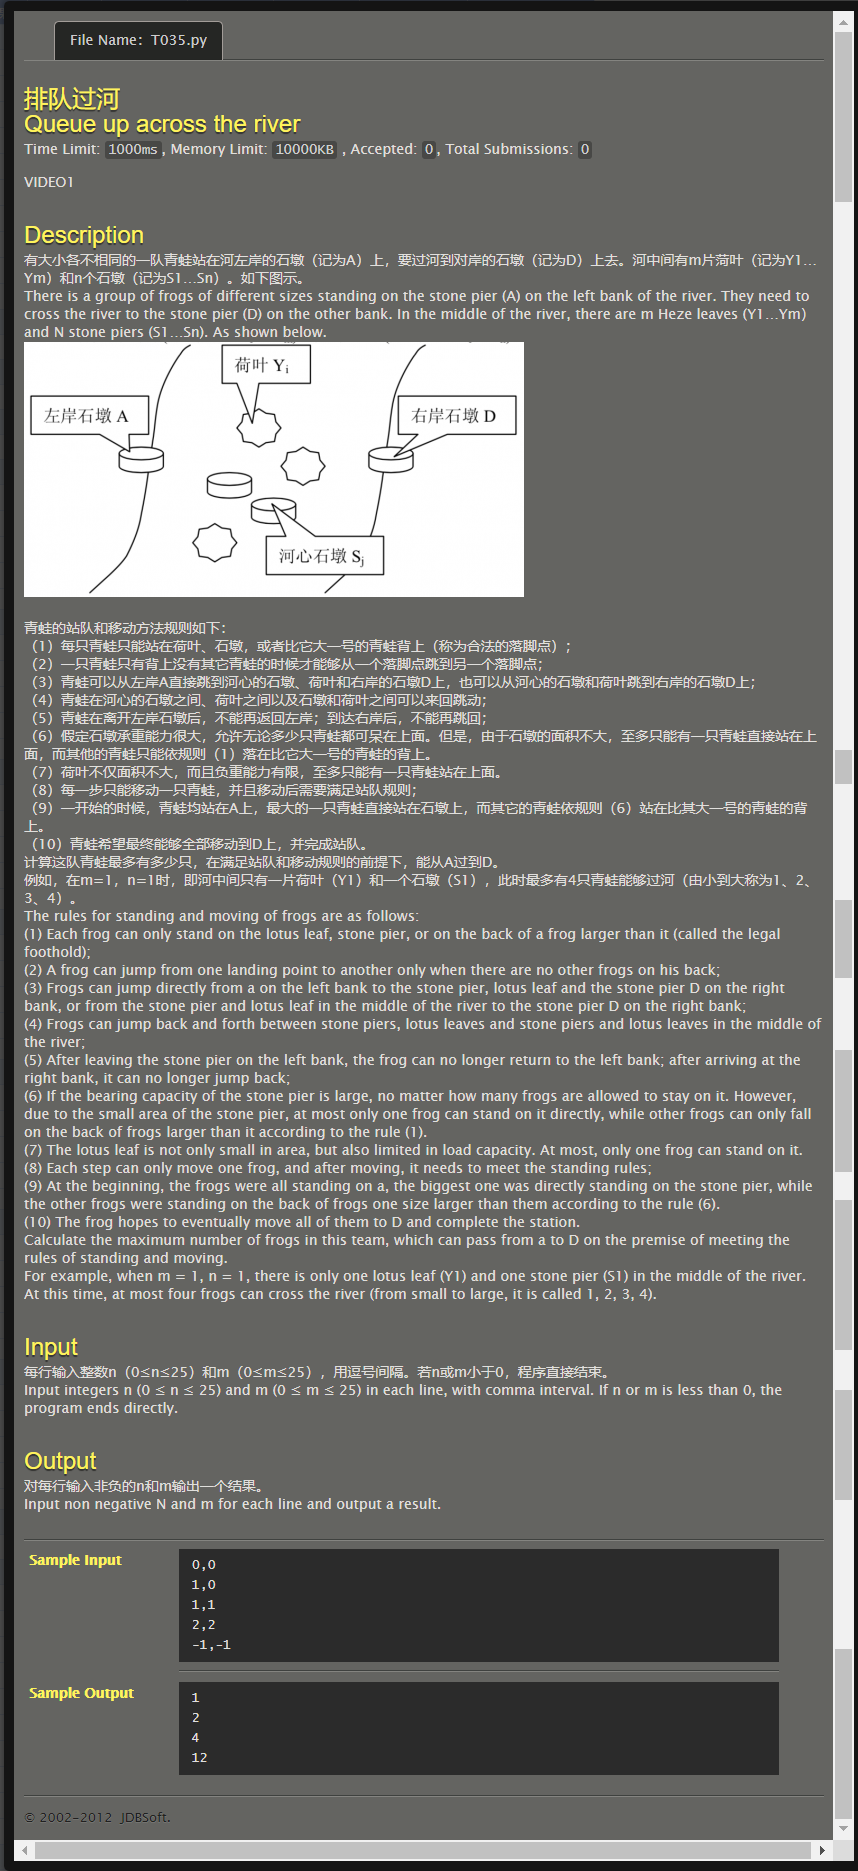 File Name: T035.py
排队过河
Queue up across the river
Time Limit: 1000ms, Memory Limit: 10000KB , Accepted: 0, Total Submissions: 0
VIDEO1
Description
有大小各不相同的一队青蛙站在河左岸的石墩（记为A）上，要过河到对岸的石墩（记为D）上去。河中间有m片菏叶（记为Y1…
Ym）和n个石墩（记为S1…Sn）。如下图示。
There is a group of frogs of different sizes standing on the stone pier (A) on the left bank of the river. They need to
cross the river to the stone pier (D) on the other bank. In the middle of the river, there are m Heze leaves (Y1…Ym)
and N stone piers (S1…Sn). As shown below.
荷叶 Yi
左岸石墩 A
右岸石墩 D
河心石墩 Sj
青蛙的站队和移动方法规则如下：
（1）每只青蛙只能站在荷叶、石墩，或者比它大一号的青蛙背上（称为合法的落脚点）；
（2）一只青蛙只有背上没有其它青蛙的时候才能够从一个落脚点跳到另一个落脚点；
（3）青蛙可以从左岸A直接跳到河心的石墩、荷叶和右岸的石墩D上，也可以从河心的石墩和荷叶跳到右岸的石墩D上；
（4）青蛙在河心的石墩之间、荷叶之间以及石墩和荷叶之间可以来回跳动；
（5）青蛙在离开左岸石墩后，不能再返回左岸；到达右岸后，不能再跳回；
（6）假定石墩承重能力很大，允许无论多少只青蛙都可呆在上面。但是，由于石墩的面积不大，至多只能有一只青蛙直接站在上
面，而其他的青蛙只能依规则（1）落在比它大一号的青蛙的背上。
（7）荷叶不仅面积不大，而且负重能力有限，至多只能有一只青蛙站在上面。
（8）每一步只能移动一只青蛙，并且移动后需要满足站队规则；
（9）一开始的时候，青蛙均站在A上，最大的一只青蛙直接站在石墩上，而其它的青蛙依规则（6）站在比其大一号的青蛙的背
上。
（10）青蛙希望最终能够全部移动到D上，并完成站队。
计算这队青蛙最多有多少只，在满足站队和移动规则的前提下，能从A过到D。
例如，在m=1，n=1时，即河中间只有一片荷叶（Y1）和一个石墩（S1），此时最多有4只青蛙能够过河（由小到大称为1、2、
3、4）。
The rules for standing and moving of frogs are as follows:
(1) Each frog can only stand on the lotus leaf, stone pier, or on the back of a frog larger than it (called the legal
foothold);
(2) A frog can jump from one landing point to another only when there are no other frogs on his back;
(3) Frogs can jump directly from a on the left bank to the stone pier, lotus leaf and the stone pier D on the right
bank, or from the stone pier and lotus leaf in the middle of the river to the stone pier D on the right bank;
(4) Frogs can jump back and forth between stone piers, lotus leaves and stone piers and lotus leaves in the middle of
the river;
(5) After leaving the stone pier on the left bank, the frog can no longer return to the left bank; after arriving at the
right bank, it can no longer jump back;
(6) If the bearing capacity of the stone pier is large, no matter how many frogs are allowed to stay on it. However,
due to the small area of the stone pier, at most only one frog can stand on it directly, while other frogs can only fall
on the back of frogs larger than it according to the rule (1).
(7) The lotus leaf is not only small in area, but also limited in load capacity. At most, only one frog can stand on it.
(8) Each step can only move one frog, and after moving, it needs to meet the standing rules;
(9) At the beginning, the frogs were all standing on a, the biggest one was directly standing on the stone pier, while
the other frogs were standing on the back of frogs one size larger than them according to the rule (6).
(10) The frog hopes to eventually move all of them to D and complete the station.
Calculate the maximum number of frogs in this team, which can pass from a to D on the premise of meeting the
rules of standing and moving.
For example, when m = 1, n = 1, there is only one lotus leaf (Y1) and one stone pier (S1) in the middle of the river.
At this time, at most four frogs can cross the river (from small to large, it is called 1, 2, 3, 4).
Input
每行输入整数n（0≤n≤25）和m（0≤m≤25），用逗号间隔。若n或m小于0，程序直接结束。
Input integers n (0 ≤ n ≤ 25) and m (0 ≤ m ≤ 25) in each line, with comma interval. If n or m is less than 0, the
program ends directly.
Output
对每行输入非负的n和m输出一个结果。
Input non negative N and m for each line and output a result.
Sample Input
0,0
1,0
1,1
2,2
-1,-1
Sample Output
1
2
4
12
© 2002-2012 JDBSoft.